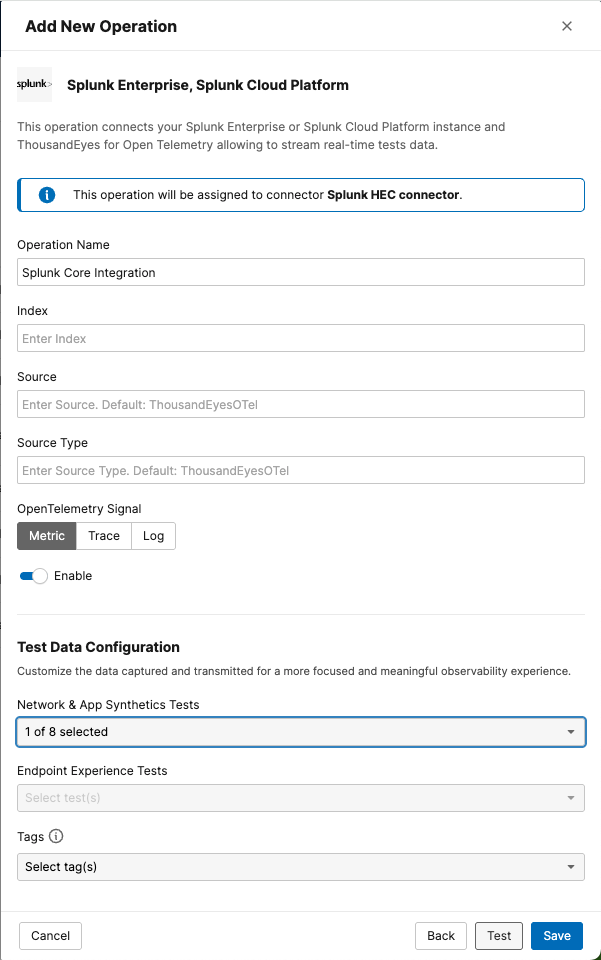 Add New Operation
splunk>
Splunk Enterprise, Splunk Cloud Platform
This operation connects your Splunk Enterprise or Splunk Cloud Platform instance and
ThousandEyes for Open Telemetry allowing to stream real-time tests data.
This operation will be assigned to connector Splunk HEC connector.
Operation Name
Splunk Core Integration
Index
Enter Index
Source
Enter Source. Default: ThousandEyesOTel
Source Type
Enter Source Type. Default: ThousandEyesOTel
OpenTelemetry Signal
Metric Trace Log
Enable
Test Data Configuration
Customize the data captured and transmitted for a more focused and meaningful observability experience.
Network & App Synthetics Tests
1 of 8 selected
Endpoint Experience Tests
Select test(s)
Tags
Select tag(s)
Cancel Back Test Save